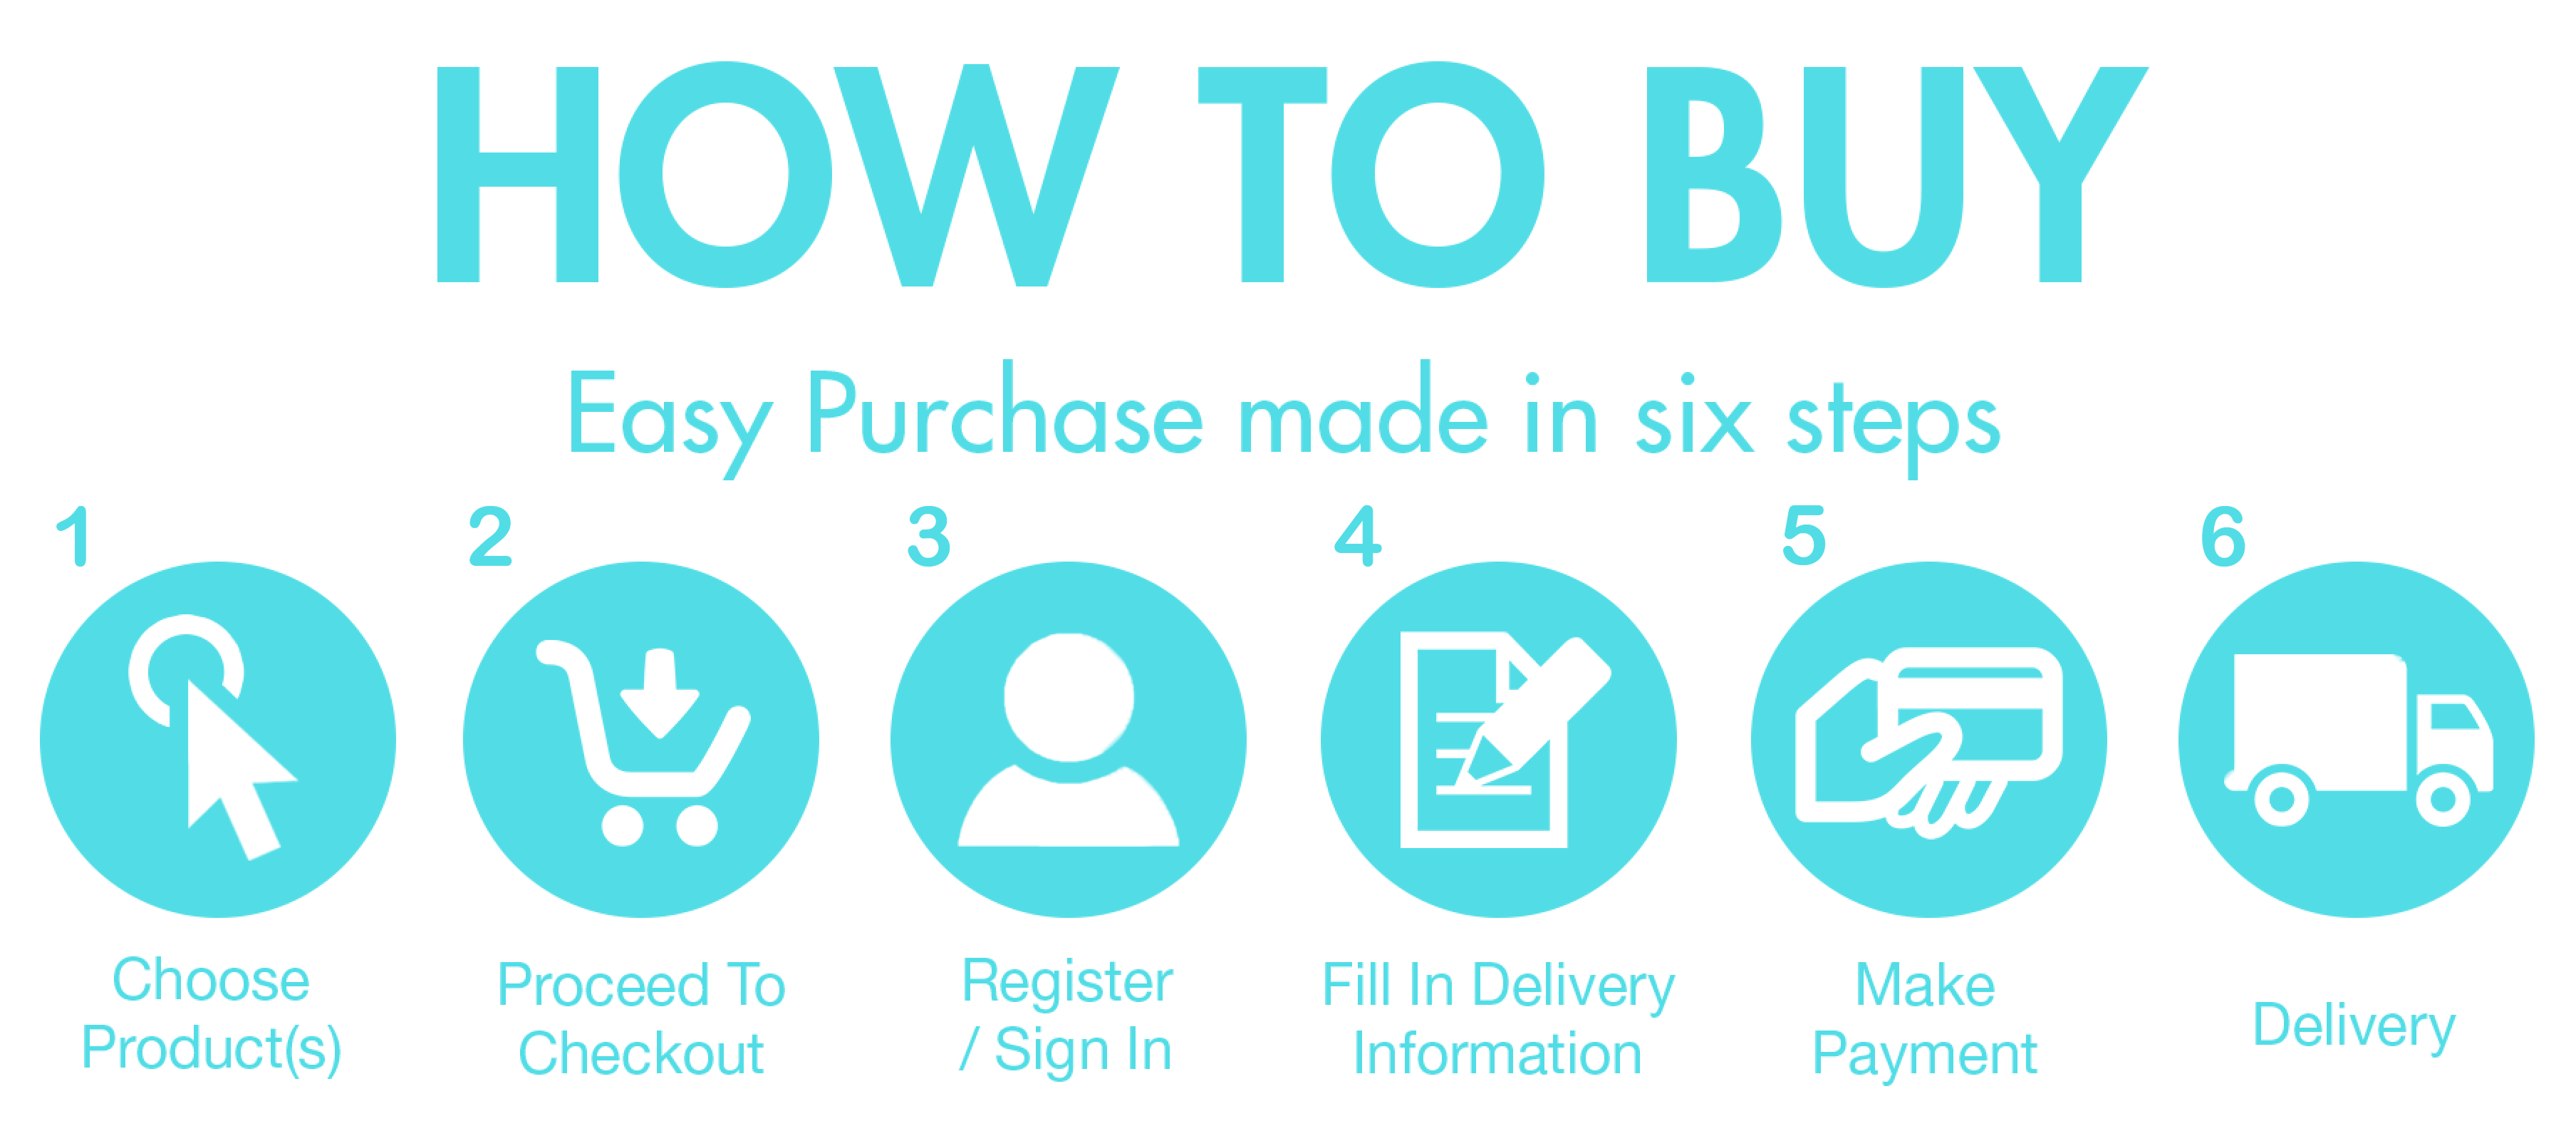 HOW TO BUY
Easy Purchase made in six steps
1
Choose
Product(s)
2
Proceed To
Checkout
3
Register
/ Sign In
4
Fill In Delivery
Information
5
Make
Payment
6
Delivery